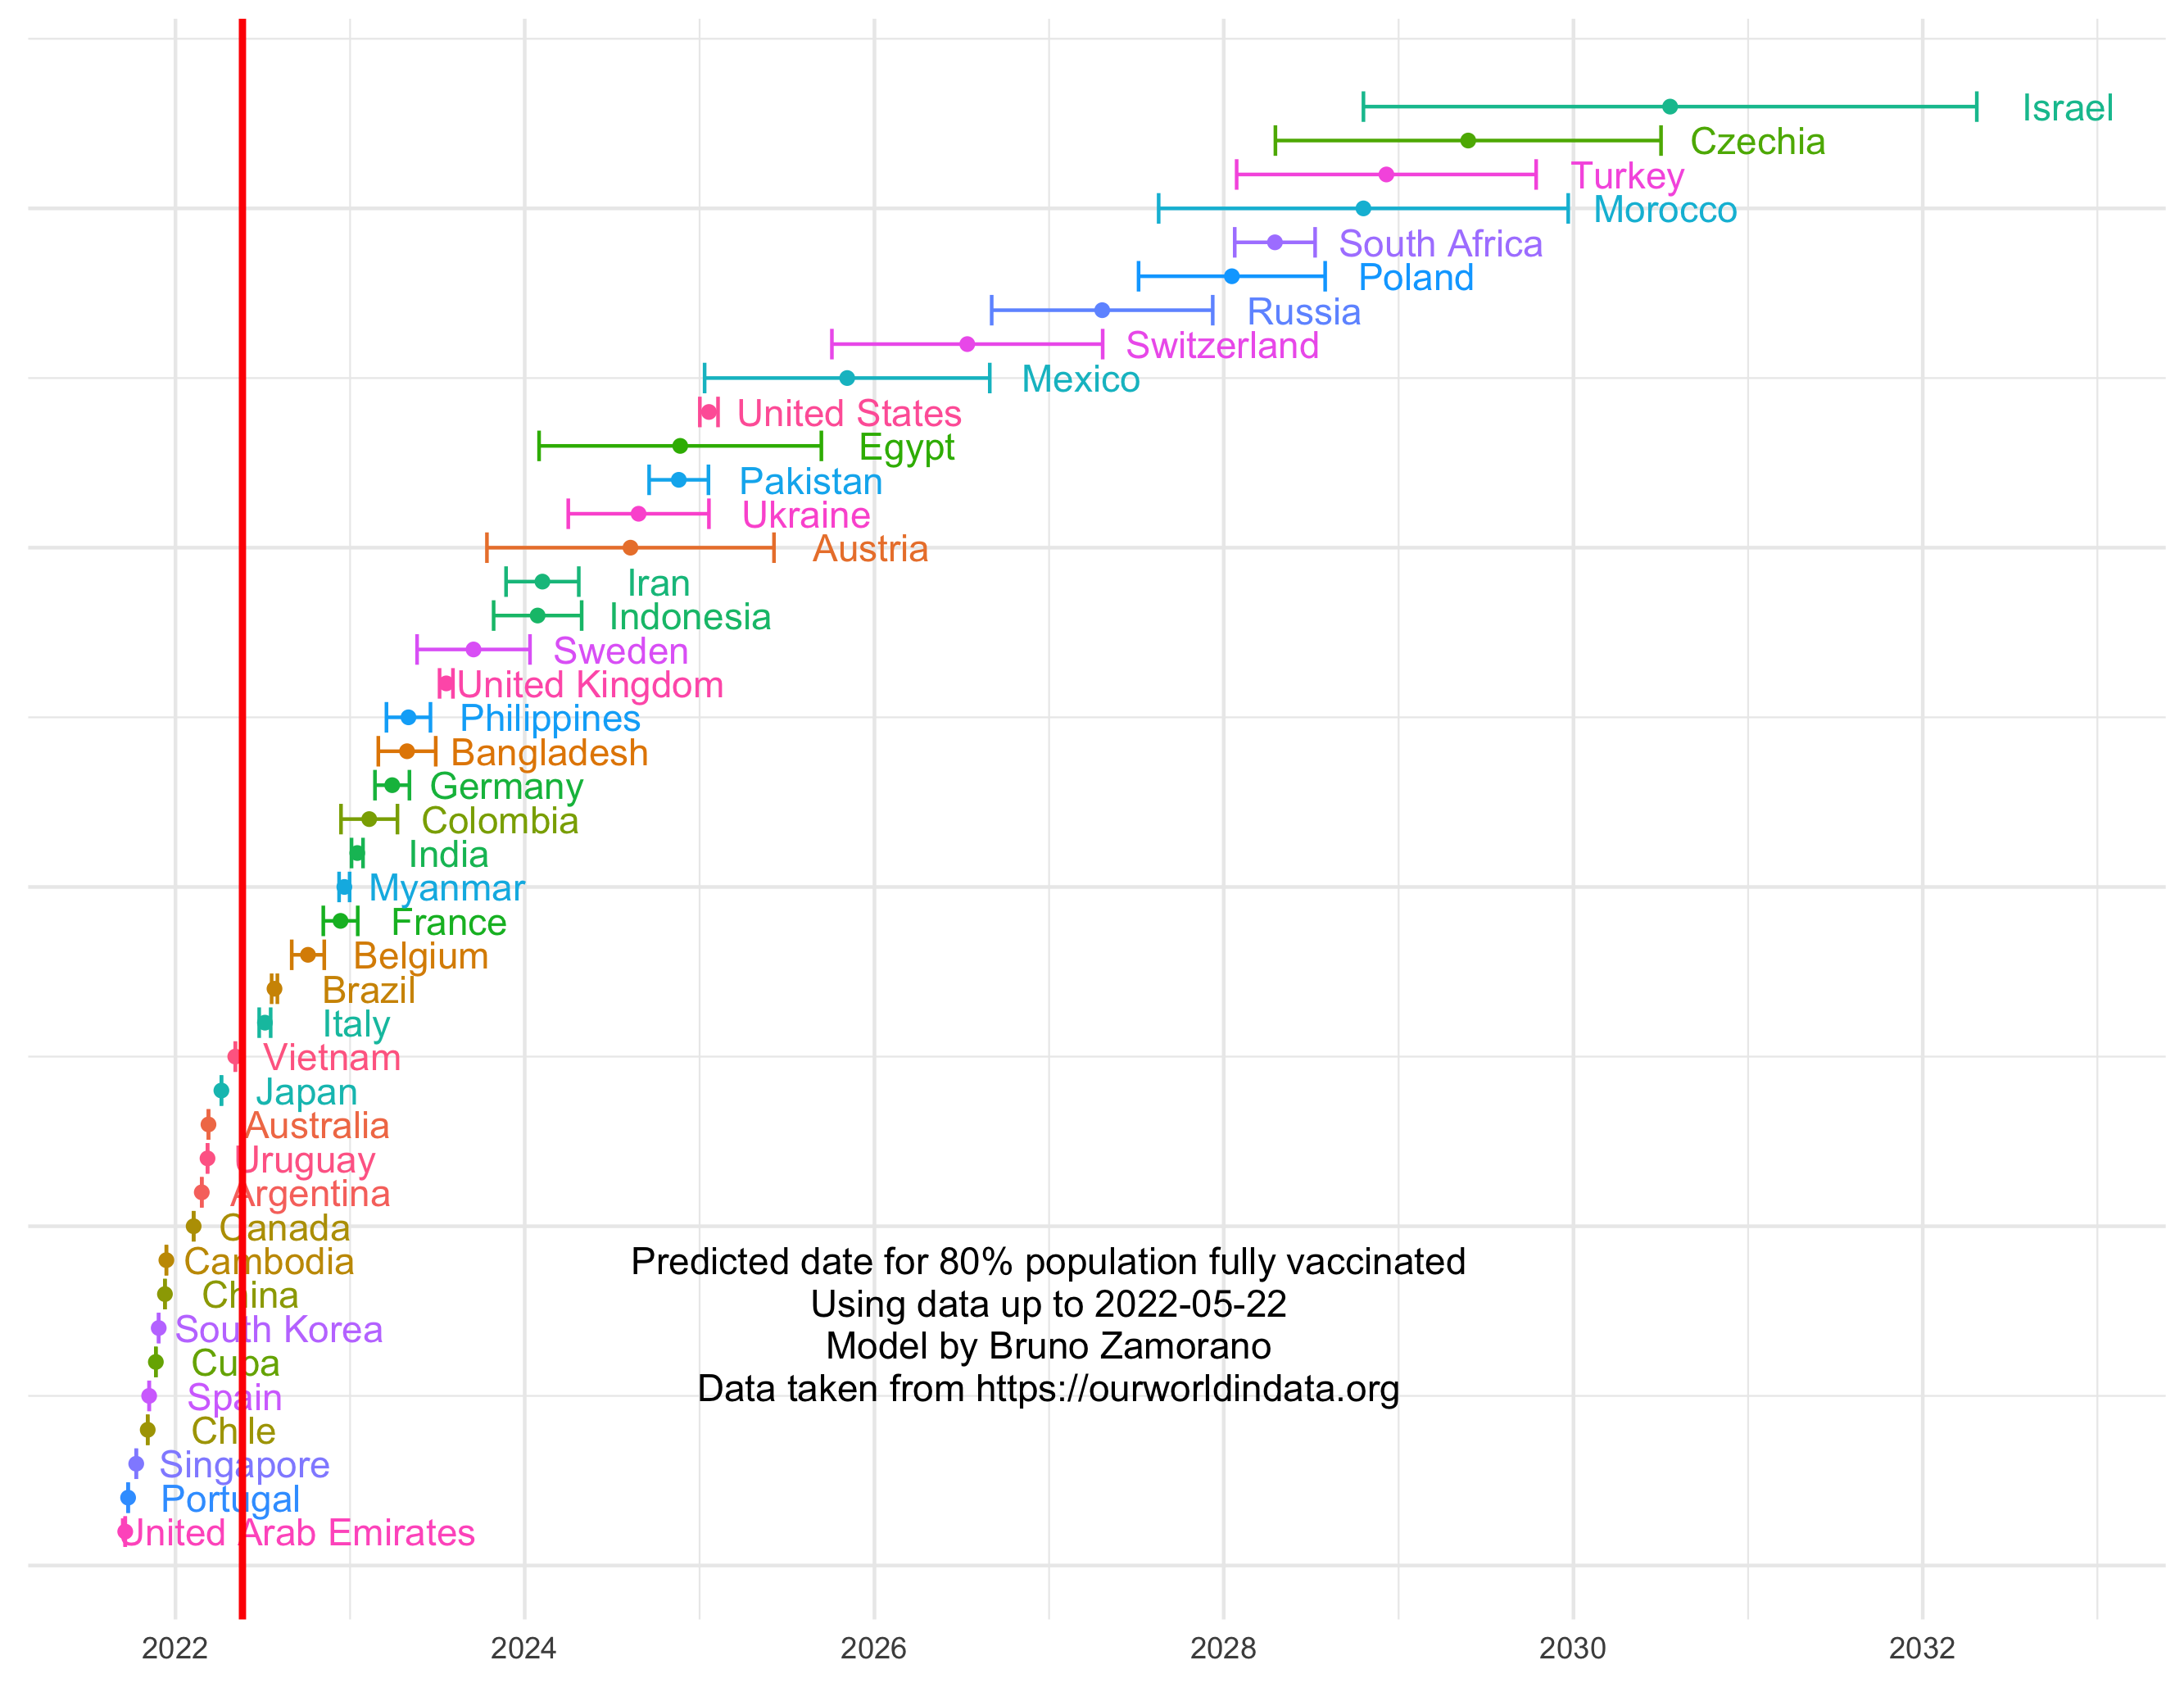 Israel
Czechia
Turkey
Morocco
South Africa
Poland
Russia
Switzerland
Mexico
United States
Egypt
Pakistan
Ukraine
Austria
Iran
Indonesia
Sweden
United Kingdom
Philippines
Bangladesh
Germany
Colombia
India
Myanmar
France
Belgium
Brazil
Italy
Vietnam
Japan
Australia
Uruguay
Argentina
Canada
Cambodia
China
South Korea
Cuba
Spain
Chile
Singapore
Portugal
United Arab Emirates
Predicted date for 80% population fully vaccinated
Using data up to 2022-05-22
Model by Bruno Zamorano
Data taken from https://ourworldindata.org
2022 2024 2026 2028 2030 2032